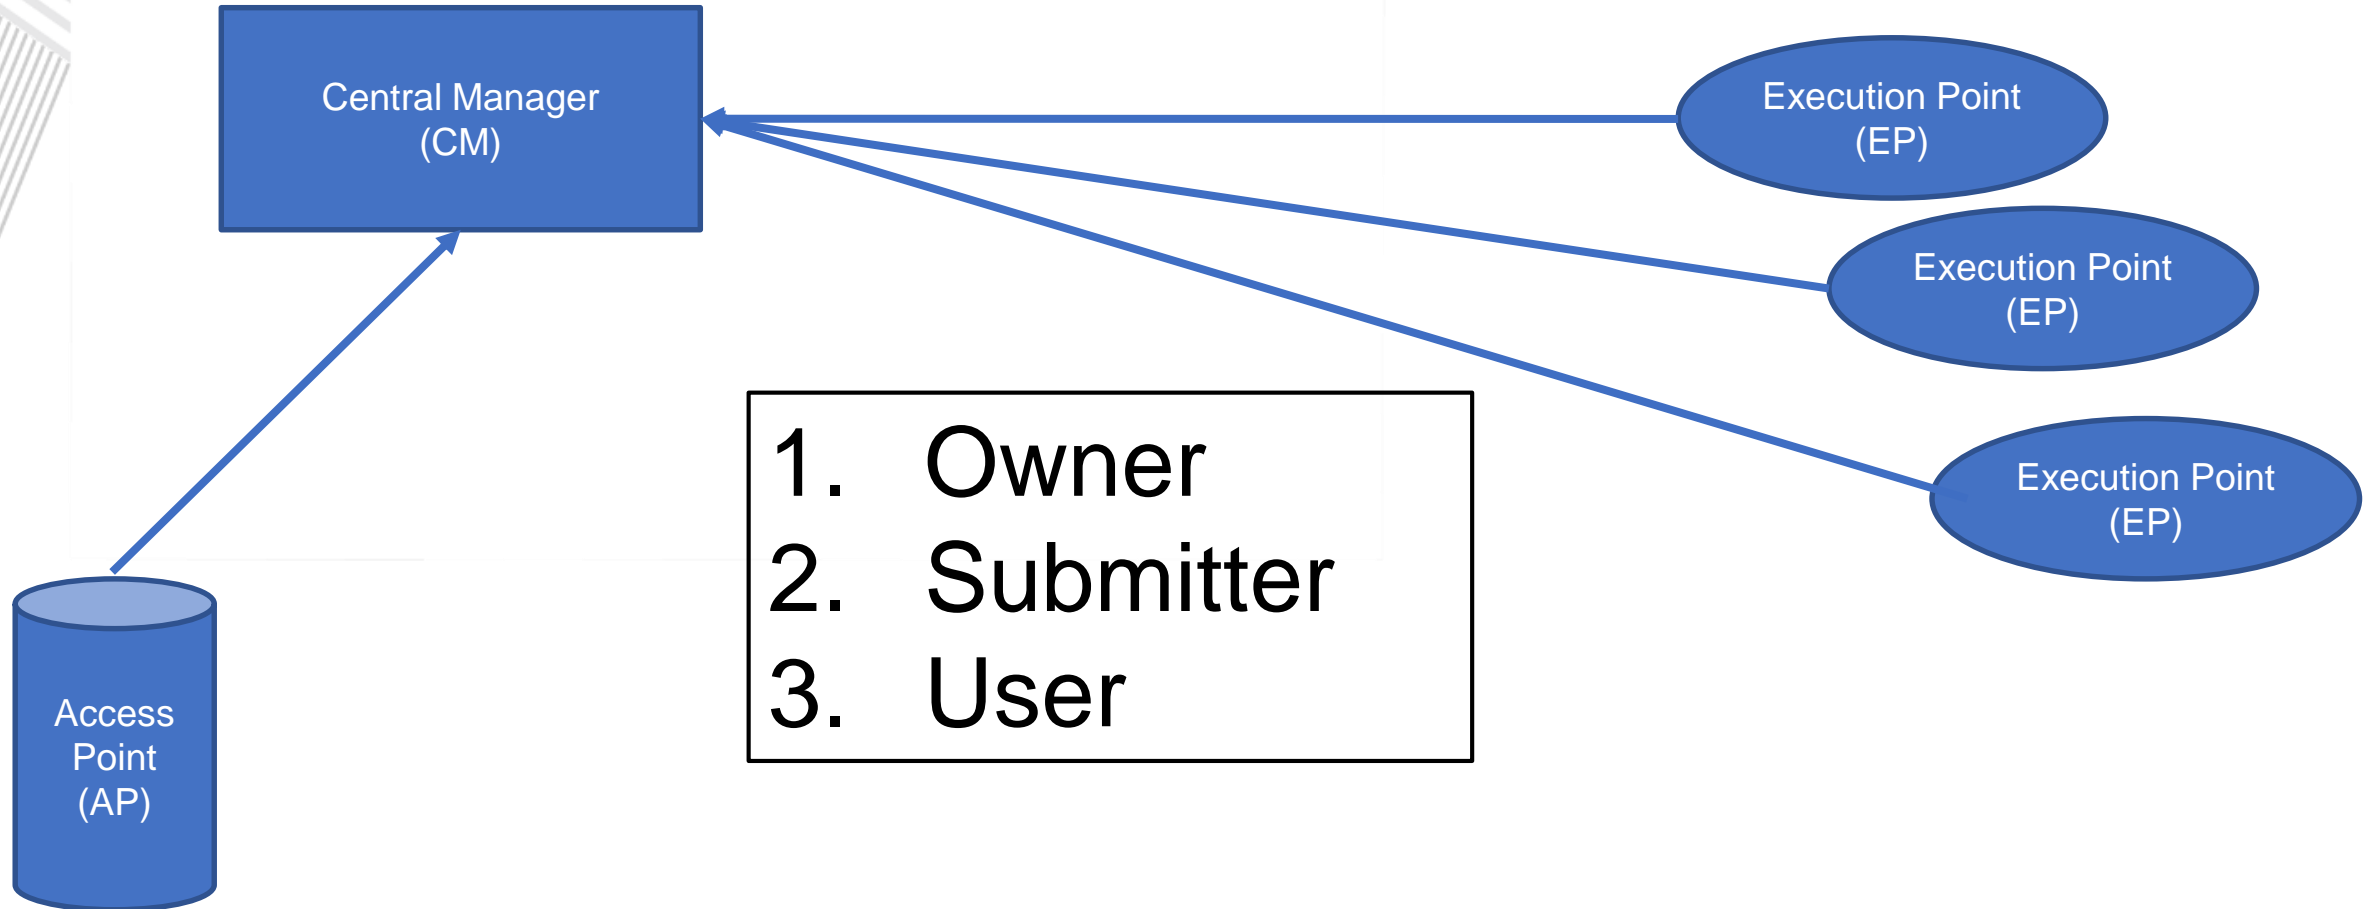 Central Manager
(CM)
Execution Point
(EP)
Execution Point
(EP)
Execution Point
(EP)
1. Owner
2. Submitter
3. User
Access
Point
(AP)